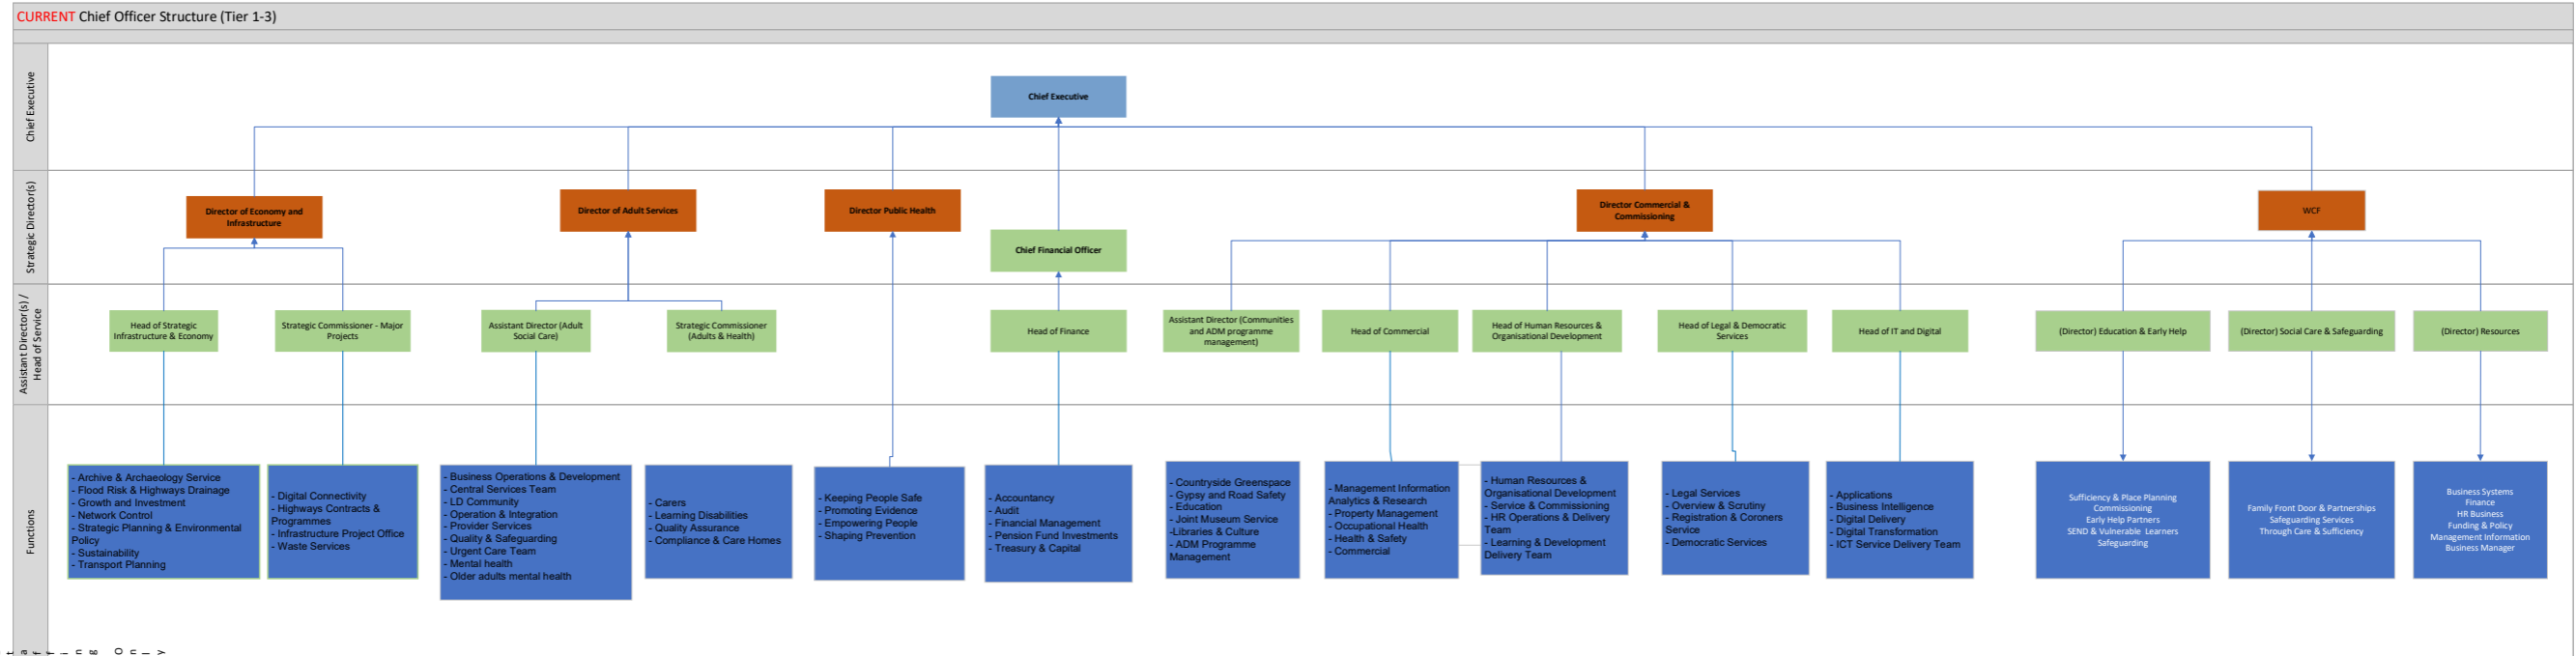 CURRENT Chief Officer Structure (Tier 1-3)
Chief Executive
Chief Executive
Strategic Director(s)
Director of Economy and
Infrastructure
Director of Adult Services
Director Public Health
Chief Financial Officer
Director Commercial &
Commissioning
WCF
Assistant Director(s) /
Head of Service
Head of Strategic
Infrastructure & Economy
Strategic Commissioner - Major
Projects
Assistant Director (Adult
Social Care)
Strategic Commissioner
(Adults & Health)
Head of Finance
Assistant Director (Communities
and ADM programme
management)
Head of Commercial
Head of Human Resources &
Organisational Development
Head of Legal & Democratic
Services
Head of IT and Digital
(Director) Education & Early Help
(Director) Social Care & Safeguarding
(Director) Resources
Functions
- Archive & Archaeology Service
- Flood Risk & Highways Drainage
- Growth and Investment
- Network Control
- Strategic Planning & Environmental
Policy
- Sustainability
- Transport Planning
- Digital Connectivity
- Highways Contracts &
Programmes
- Infrastructure Project Office
- Waste Services
- Business Operations & Development
- Central Services Team
- LD Community
- Operation & Integration
- Provider Services
- Quality & Safeguarding
- Urgent Care Team
- Mental health
- Older adults mental health
- Carers
- Learning Disabilities
- Quality Assurance
- Compliance & Care Homes
- Keeping People Safe
- Promoting Evidence
- Empowering People
- Shaping Prevention
- Accountancy
- Audit
- Financial Management
- Pension Fund Investments
- Treasury & Capital
- Countryside Greenspace
- Gypsy and Road Safety
- Education
- Joint Museum Service
-Libraries & Culture
- ADM Programme
Management
- Management Information
Analytics & Research
- Property Management
- Occupational Health
- Health & Safety
- Commercial
- Human Resources &
Organisational Development
- Service & Commissioning
- HR Operations & Delivery
Team
- Learning & Development
Delivery Team
- Legal Services
- Overview & Scrutiny
- Registration & Coroners
Service
- Democratic Services
- Applications
- Business Intelligence
- Digital Delivery
- Digital Transformation
- ICT Service Delivery Team
Sufficiency & Place Planning
Commissioning
Early Help Partners
SEND & Vulnerable Learners
Safeguarding
Family Front Door & Partnerships
Safeguarding Services
Through Care & Sufficiency
Business Systems
Finance
HR Business
Funding & Policy
Management Information
Business Manager